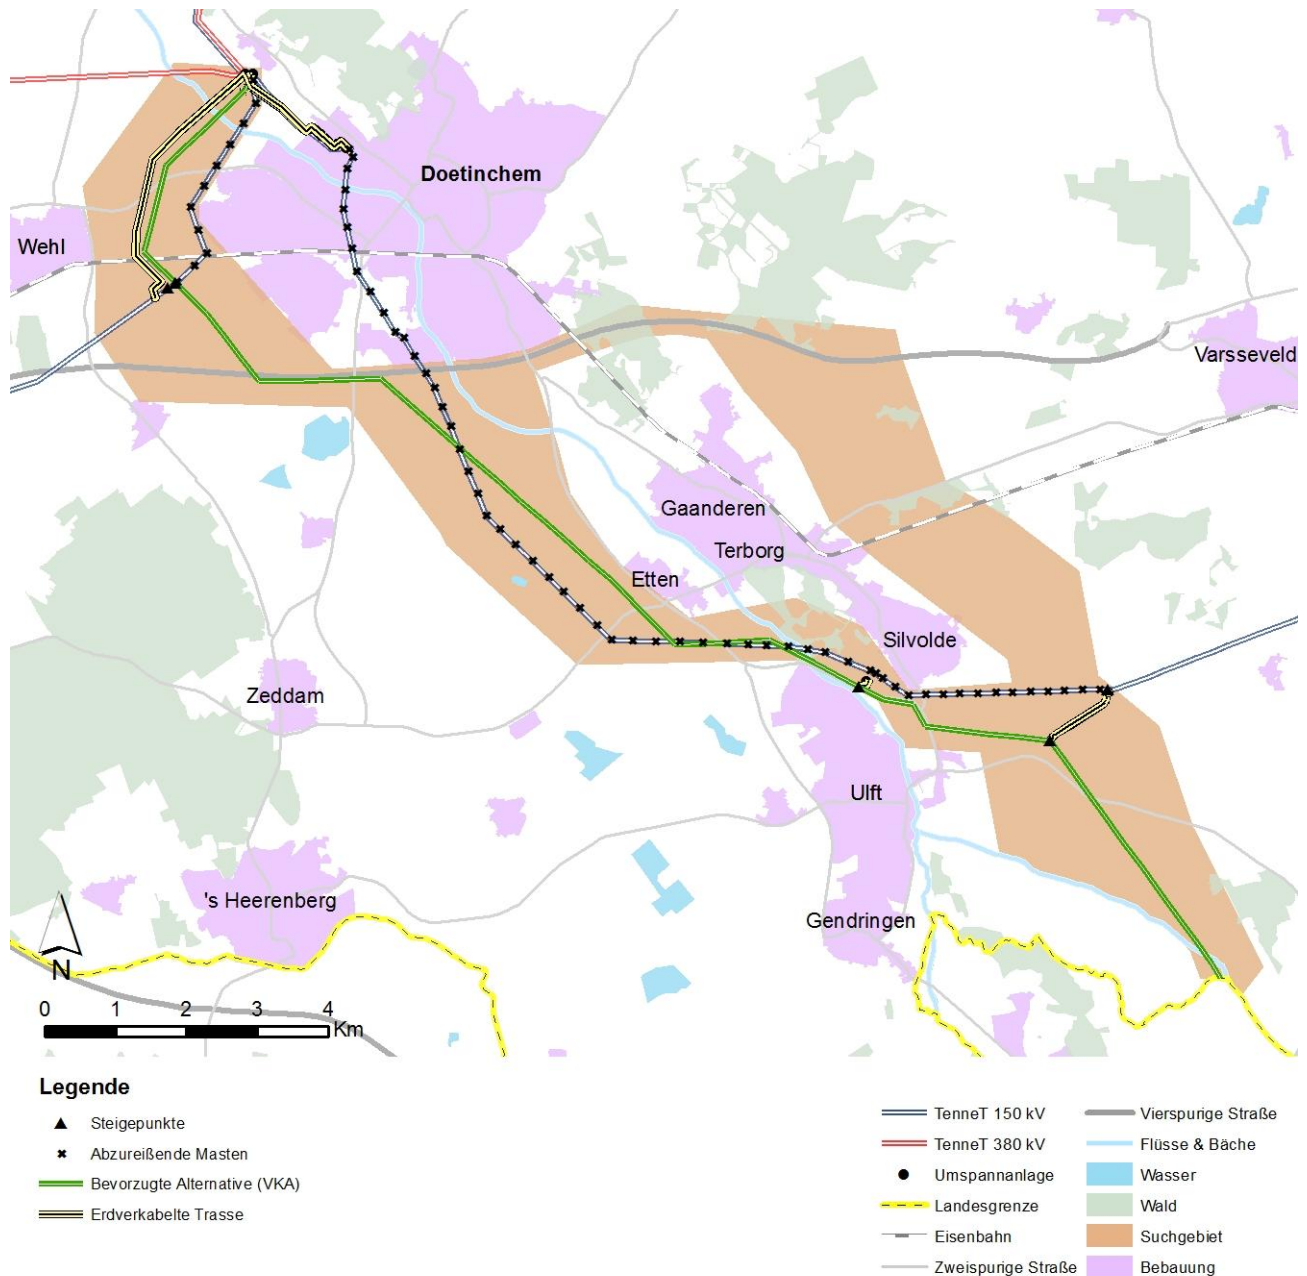 Doetinchem
Wehl
Varsseveld
Gaanderen
Terborg
Etten
Silvolde
Zeddam
Ulft
's Heerenberg
Gendringen
N
0 1 2 3 4
Km
Legende
Steigepunkte
Abzureißende Masten
Bevorzugte Alternative (VKA)
Erdverkabelte Trasse
TenneT 150 kV
TenneT 380 kV
Umspannanlage
Landesgrenze
Eisenbahn
Zweispurige Straße
Vierspurige Straße
Flüsse & Bäche
Wasser
Wald
Suchgebiet
Bebauung